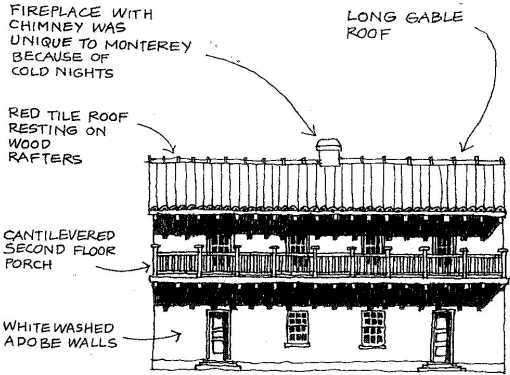 FIREPLACE WITH
CHIMNEY WAS
UNIQUE TO MONTEREY
BECAUSE OF
COLD NIGHTS
LONG GABLE
ROOF
RED TILE ROOF
RESTING ON
WOOD
RAFTERS
CANTILEVERED
SECOND FLOOR
PORCH
WHITEWASHED
ADOBE WALLS